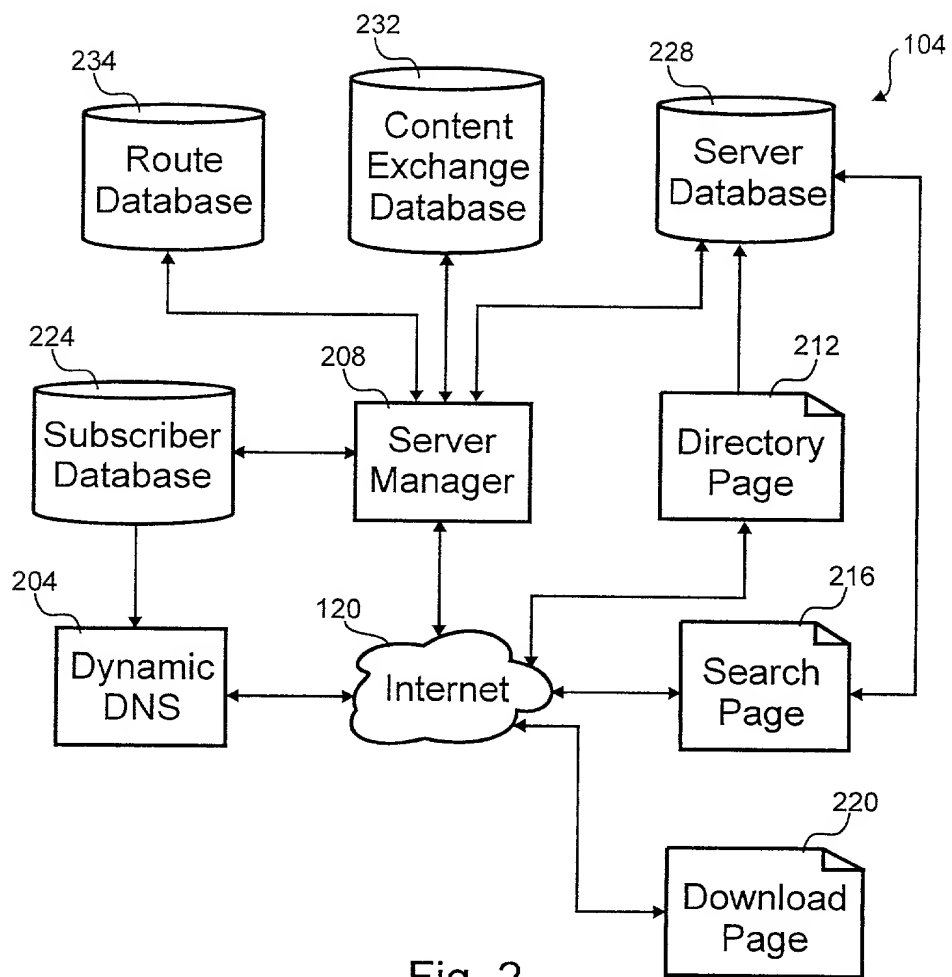 232
104
234
228
Route
Database
Content
Exchange
Database
Server
Database
224
208
212
Subscriber
Database
Server
Manager
Directory
Page
204
120
216
Dynamic
DNS
Internet
Search
Page
220
Download
Page
Fig. 2